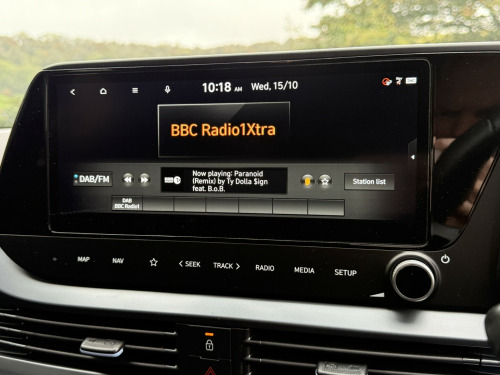 10:18 AM Wed, 15/10
BBC Radio1Xtra
DAB/FM
Now playing: Paranoid
(Remix) by Ty Dolla $ign
feat. B.o.B.
Station list
DAB
BBC Radio1
MAP
NAV
SEEK
TRACK
RADIO
MEDIA
SETUP